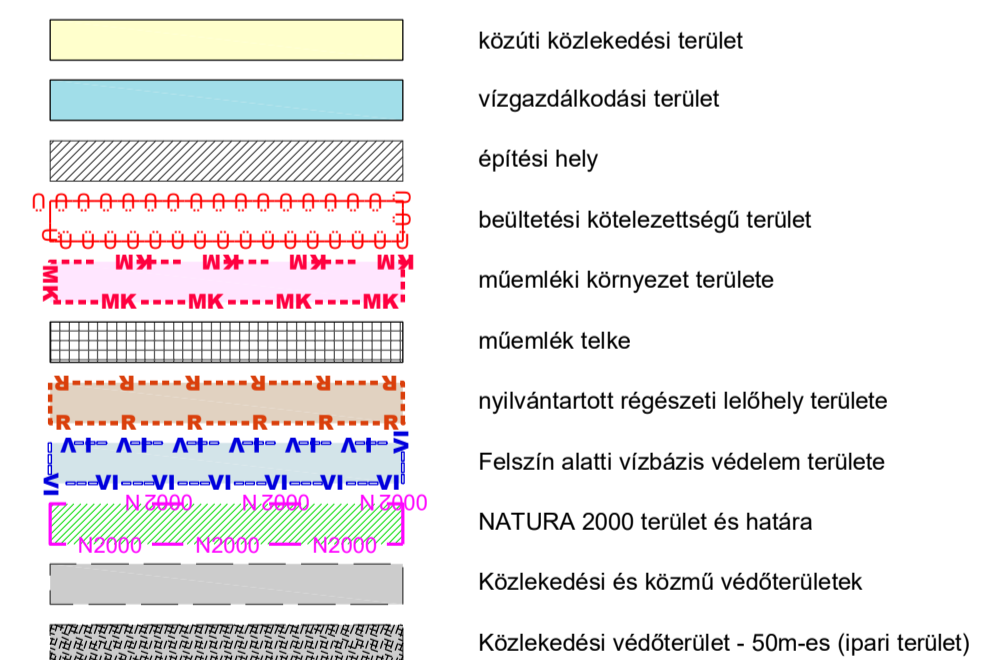 közúti közlekedési terület
vízgazdálkodási terület
építési hely
beültetési kötelezettségű terület
MK MK MK MK
műemléki környezet területe
MK MK MK MK MK
műemlék telke
R R R R R R
nyilvántartott régészeti lelőhely területe
R R R R R R
VI VI VI VI VI VI VI
Felszín alatti vízbázis védelem területe
VI VI VI VI VI VI VI
N2000 N2000 N2000
NATURA 2000 terület és határa
N2000 N2000 N2000
Közlekedési és közmű védőterületek
Közlekedési védőterület - 50m-es (ipari terület)